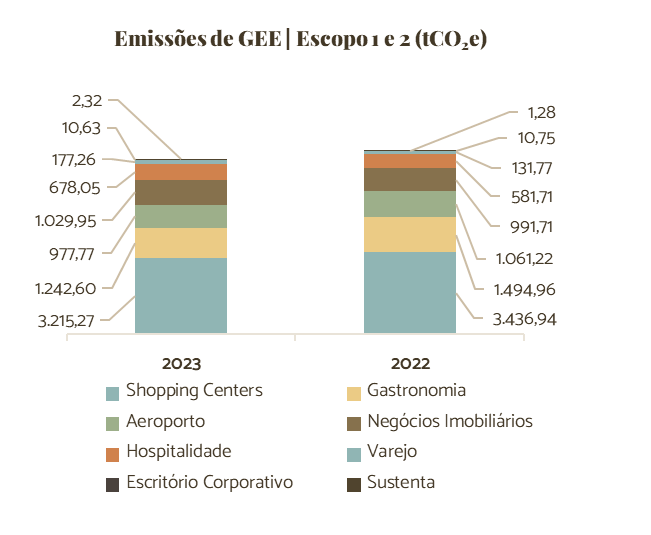 Emissões de GEE | Escopo 1 e 2 (tCO₂e)
2,32
10,63
177,26
678,05
1.029,95
977,77
1.242,60
3.215,27
1,28
10,75
131,77
581,71
991,71
1.061,22
1.494,96
3.436,94
2023
2022
Shopping Centers
Gastronomia
Aeroporto
Negócios Imobiliários
Hospitalidade
Varejo
Escritório Corporativo
Sustenta